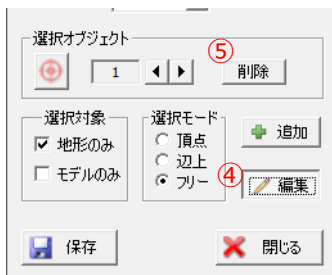 選択オブジェクト
⑤
1
削除
選択対象
地形のみ
モデルのみ
選択モード
頂点
辺上
フリー
追加
④
編集
保存
閉じる